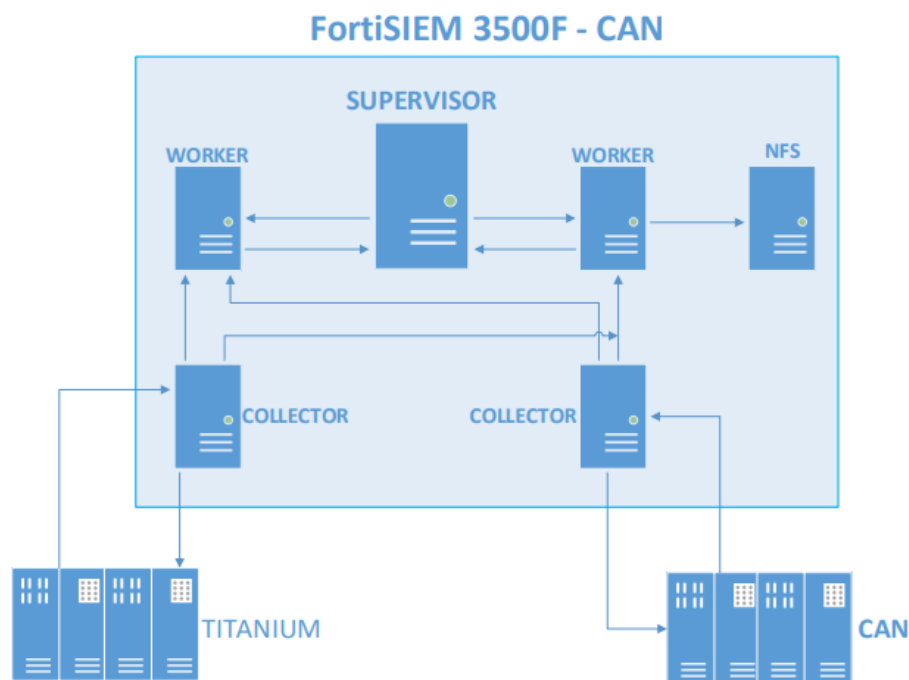 FortiSIEM 3500F - CAN
SUPERVISOR
WORKER
WORKER
NFS
COLLECTOR
COLLECTOR
TITANIUM
CAN